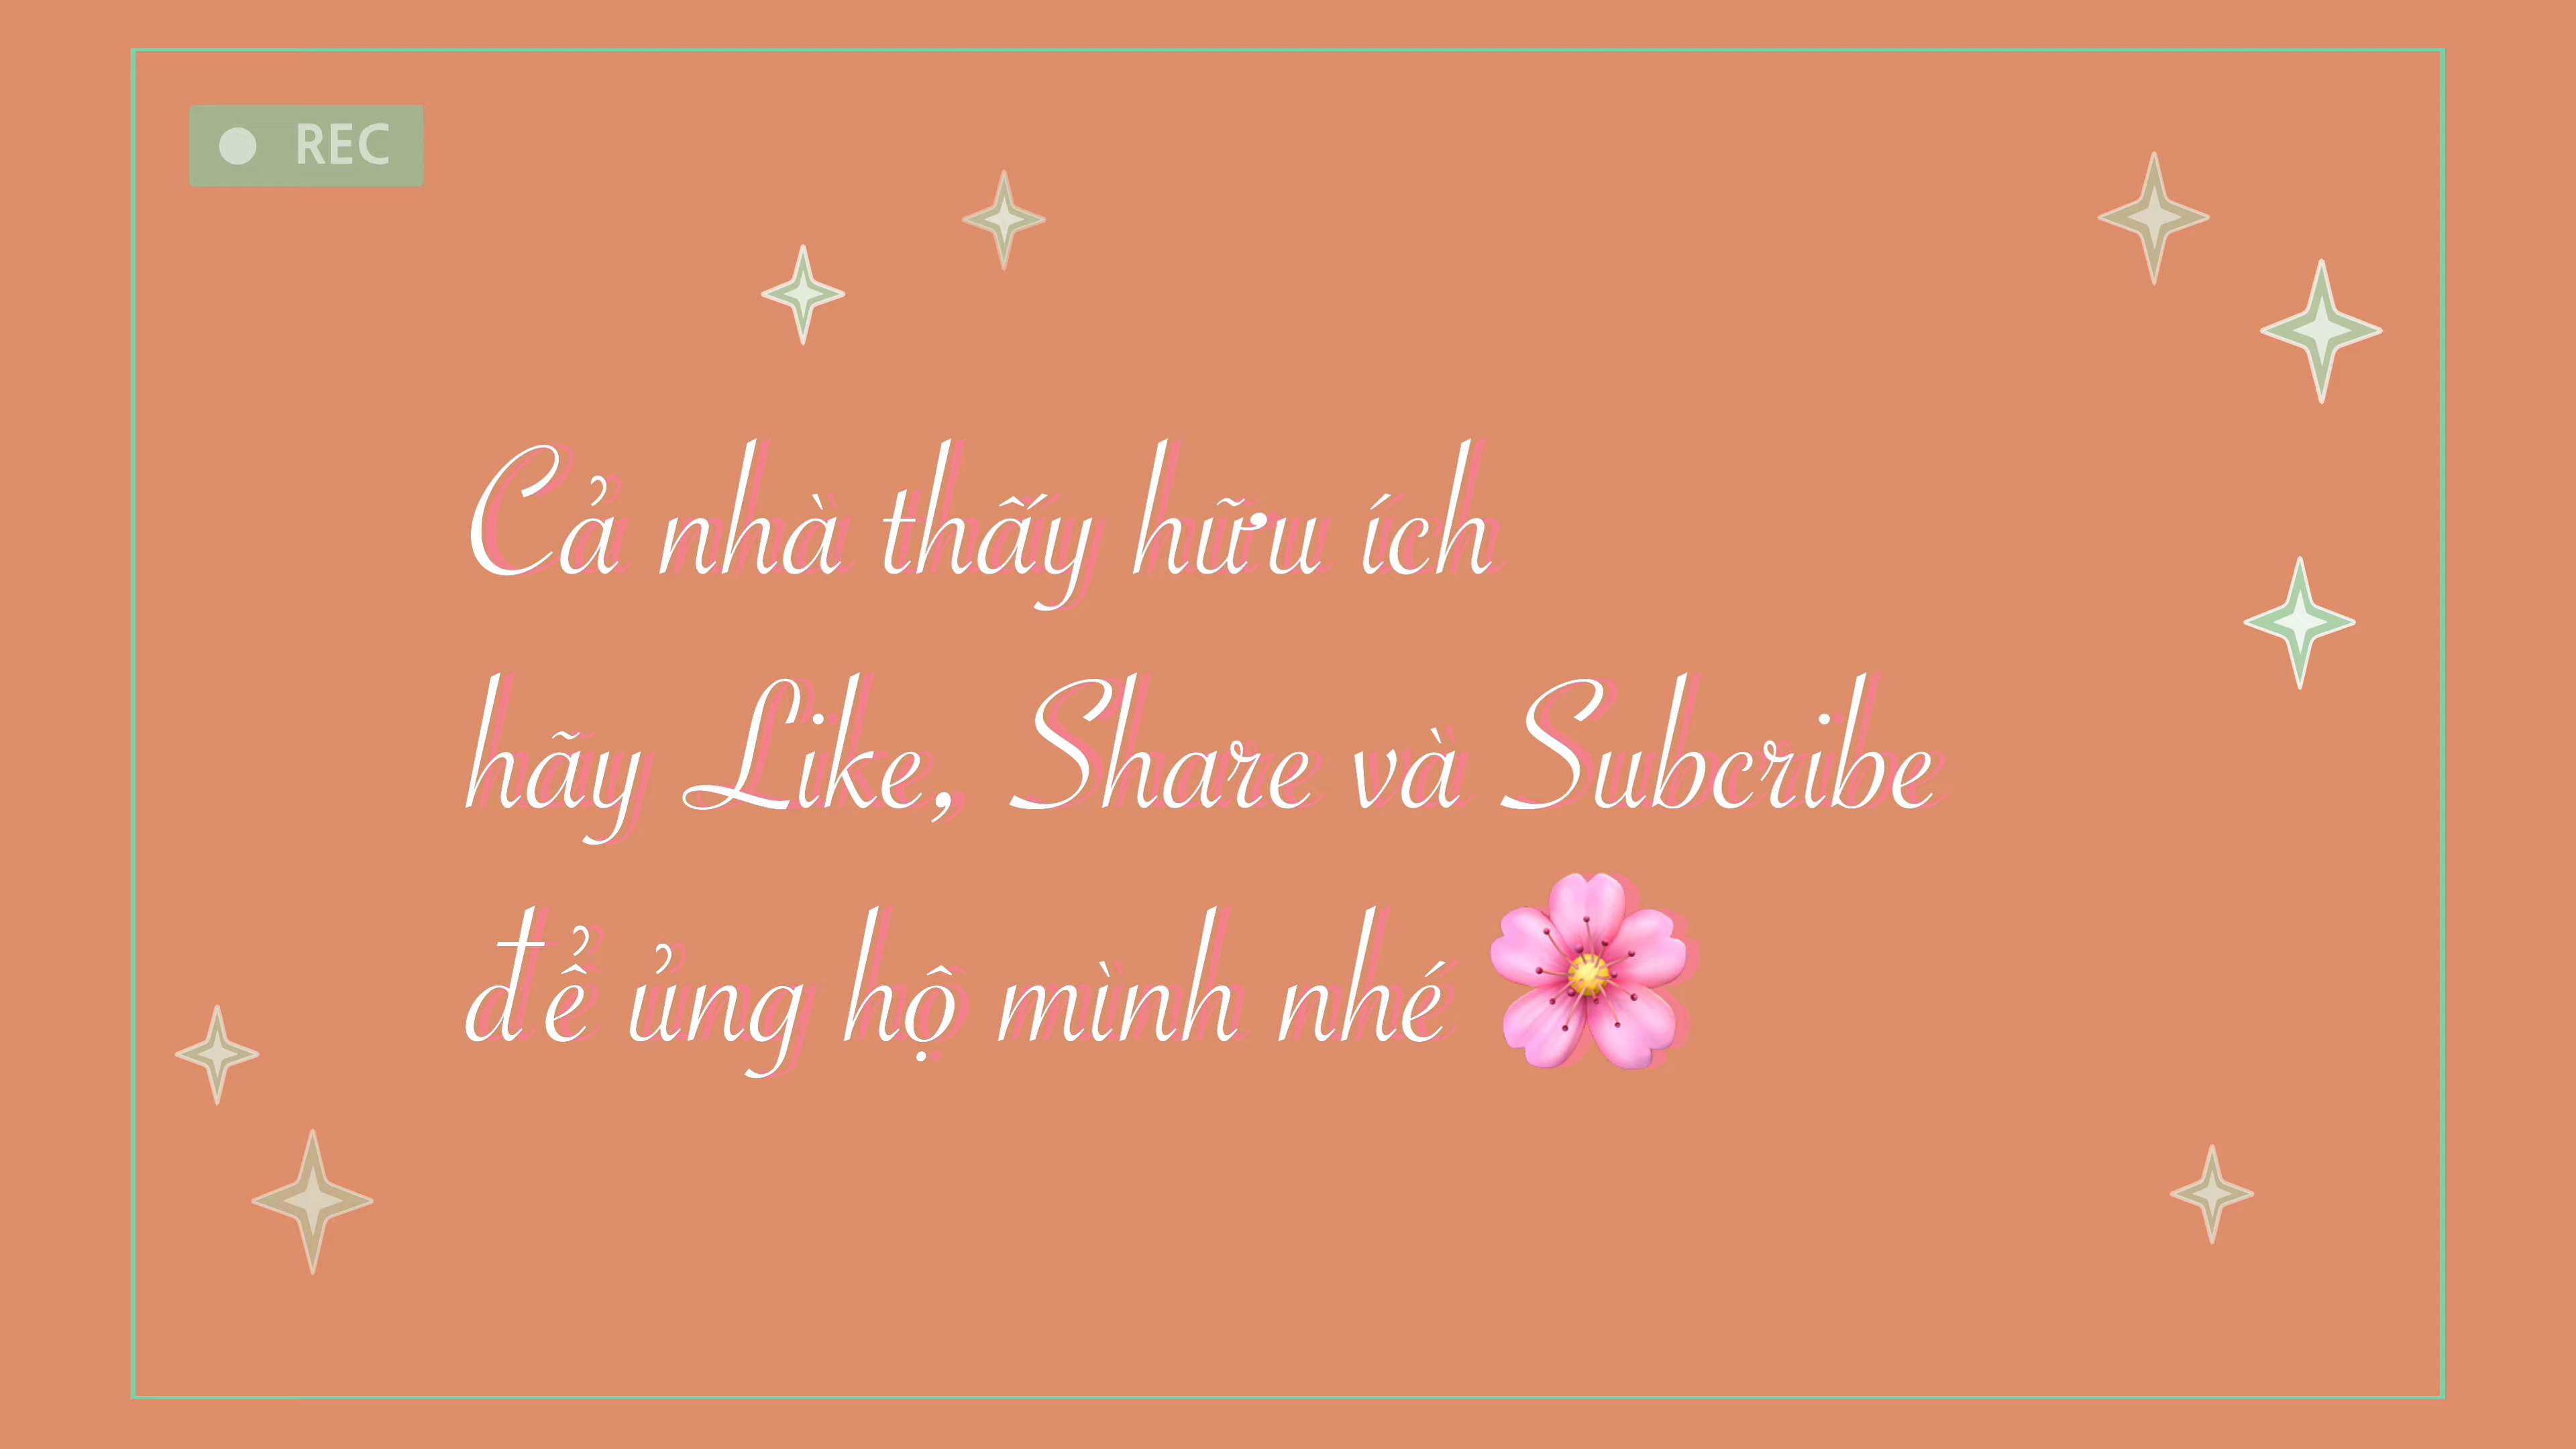 REC
Cả nhà thấy hữu ích
hãy Like, Share và Subcribe
để ủng hộ mình nhé 🌸